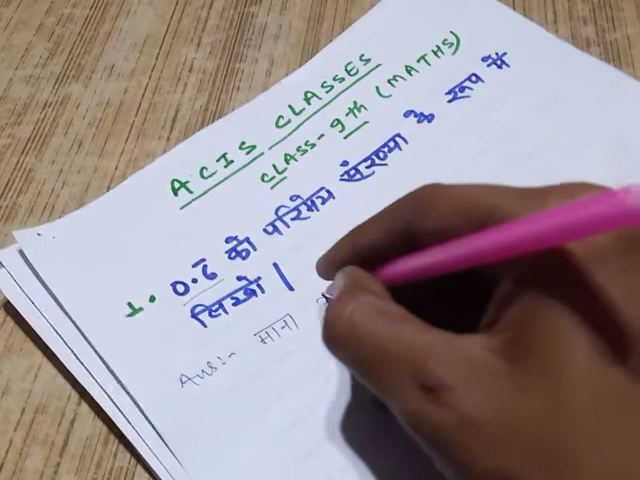 ACIS CLASSES
CLASS- 9th (MATHS)
1. 0.6̅ को परिमेय संख्या के रूप में
लिखो |
Ans:- माना